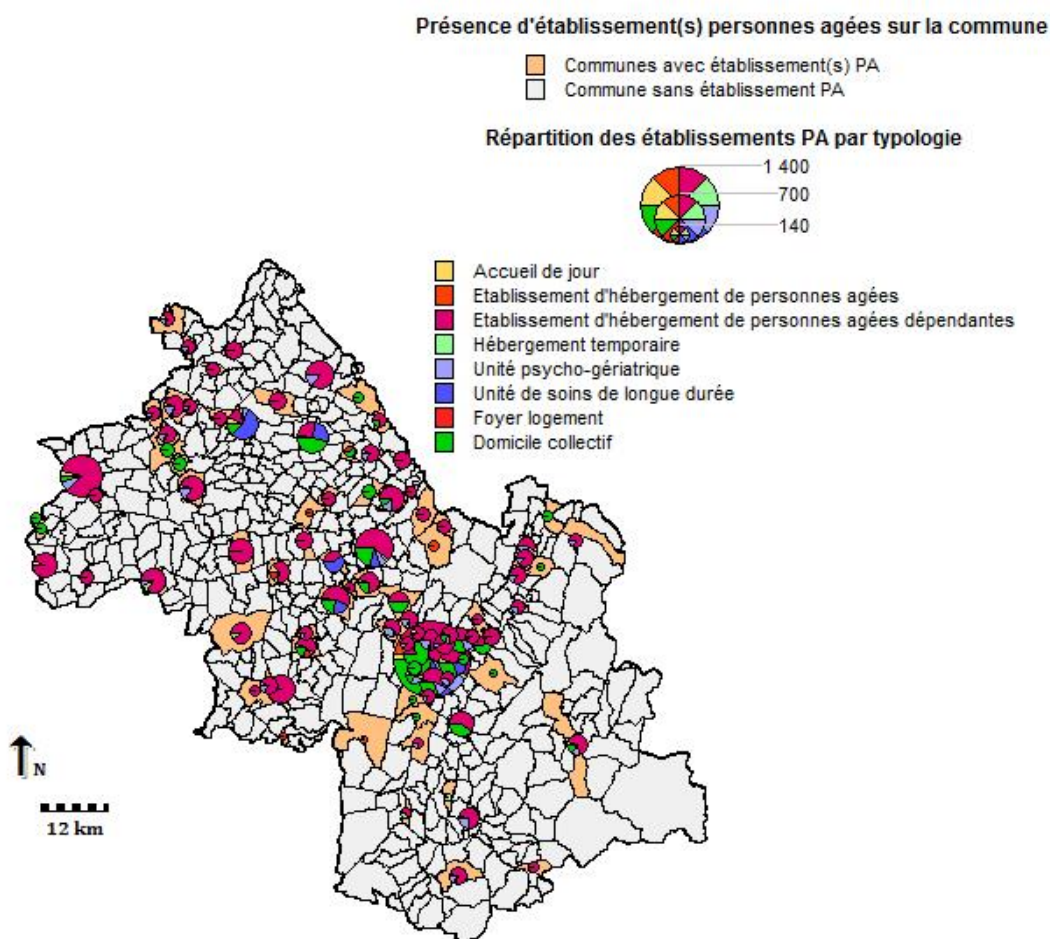 Présence d'établissement(s) personnes agées sur la commune
Communes avec établissement(s) PA
Commune sans établissement PA
Répartition des établissements PA par typologie
1 400
700
140
Accueil de jour
Etablissement d'hébergement de personnes agées
Etablissement d'hébergement de personnes agées dépendantes
Hébergement temporaire
Unité psycho-gériatrique
Unité de soins de longue durée
Foyer logement
Domicile collectif
N
12 km